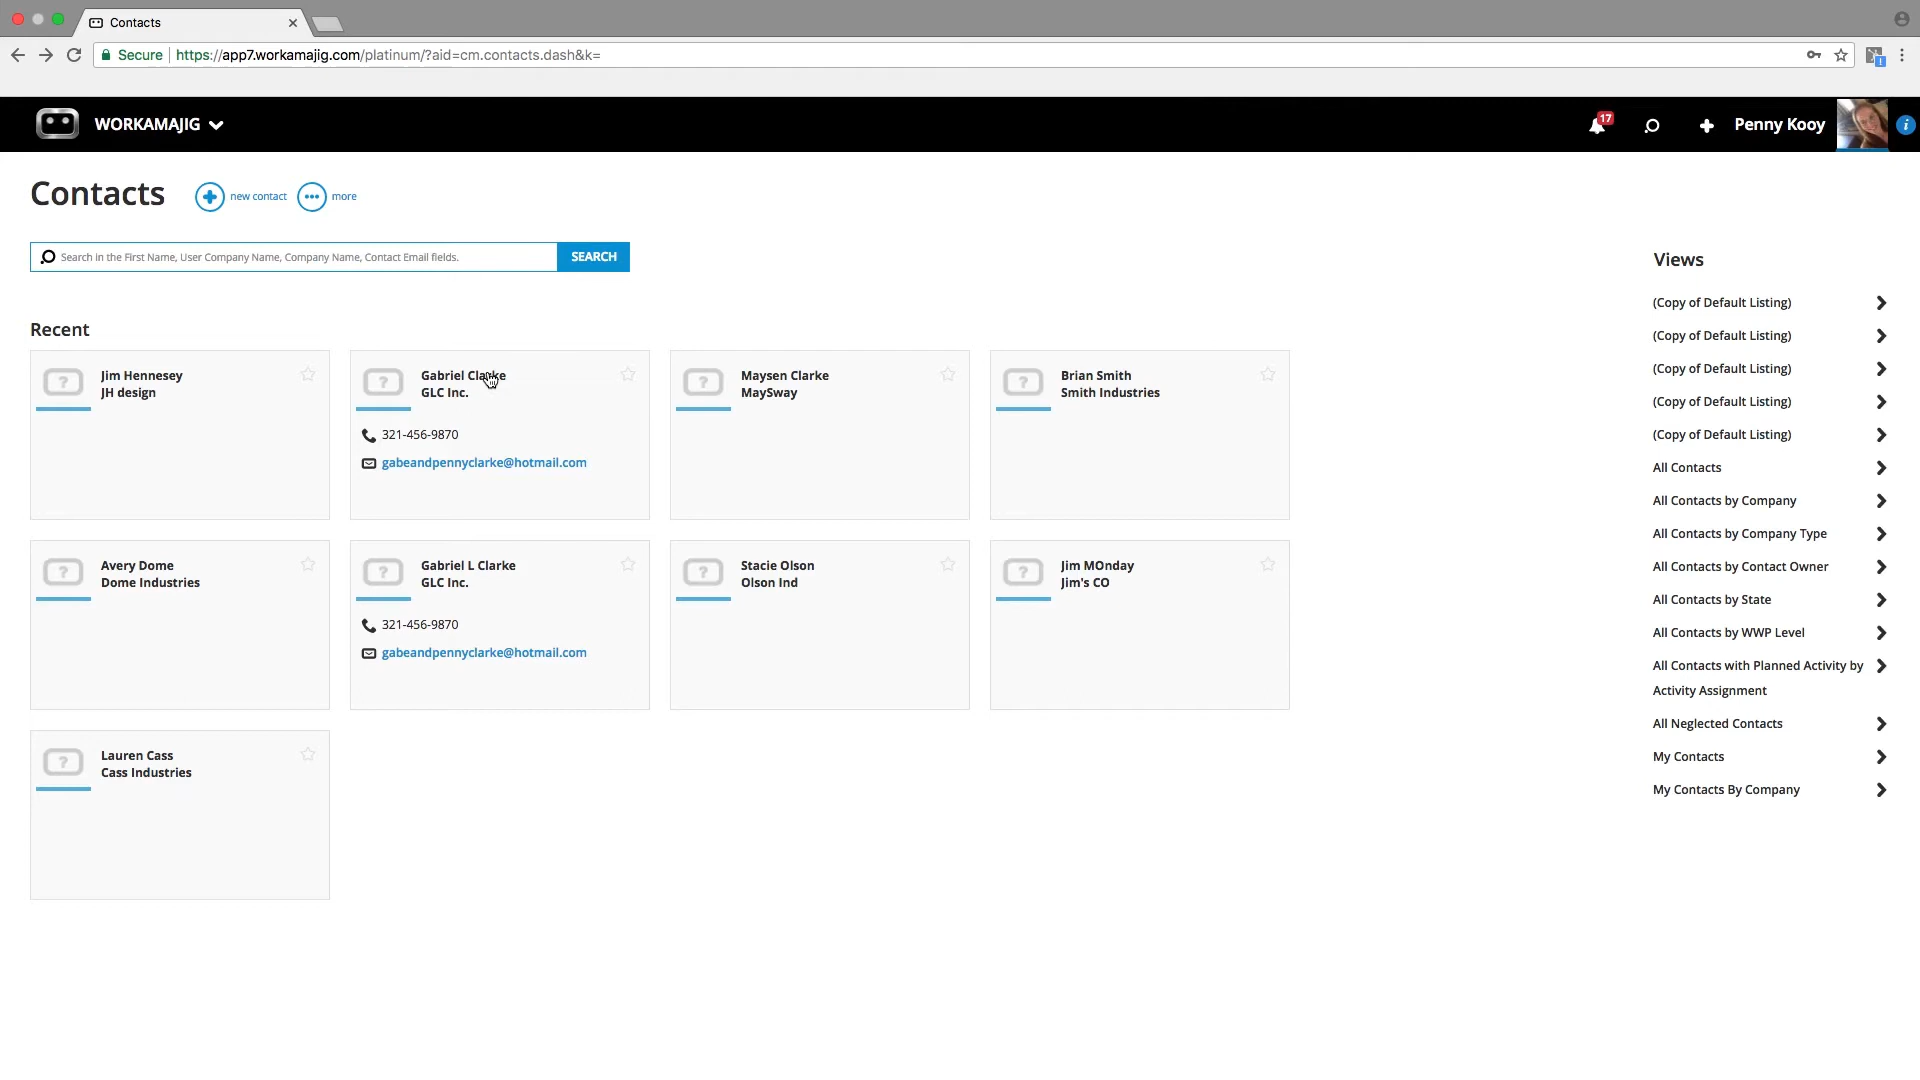 Contacts
Secure https://app7.workamajig.com/platinum/?aid=cm.contacts.dash&k=
WORKAMAJIG
17
Penny Kooy
i
Contacts
new contact
more
Search in the First Name, User Company Name, Company Name, Contact Email fields.
SEARCH
Recent
Jim Hennesey
JH design
Gabriel Clarke
GLC Inc.
321-456-9870
gabeandpennyclarke@hotmail.com
Maysen Clarke
MaySway
Brian Smith
Smith Industries
Avery Dome
Dome Industries
Gabriel L Clarke
GLC Inc.
321-456-9870
gabeandpennyclarke@hotmail.com
Stacie Olson
Olson Ind
Jim MOnday
Jim's CO
Lauren Cass
Cass Industries
Views
(Copy of Default Listing)
(Copy of Default Listing)
(Copy of Default Listing)
(Copy of Default Listing)
(Copy of Default Listing)
All Contacts
All Contacts by Company
All Contacts by Company Type
All Contacts by Contact Owner
All Contacts by State
All Contacts by WWP Level
All Contacts with Planned Activity by
Activity Assignment
All Neglected Contacts
My Contacts
My Contacts By Company